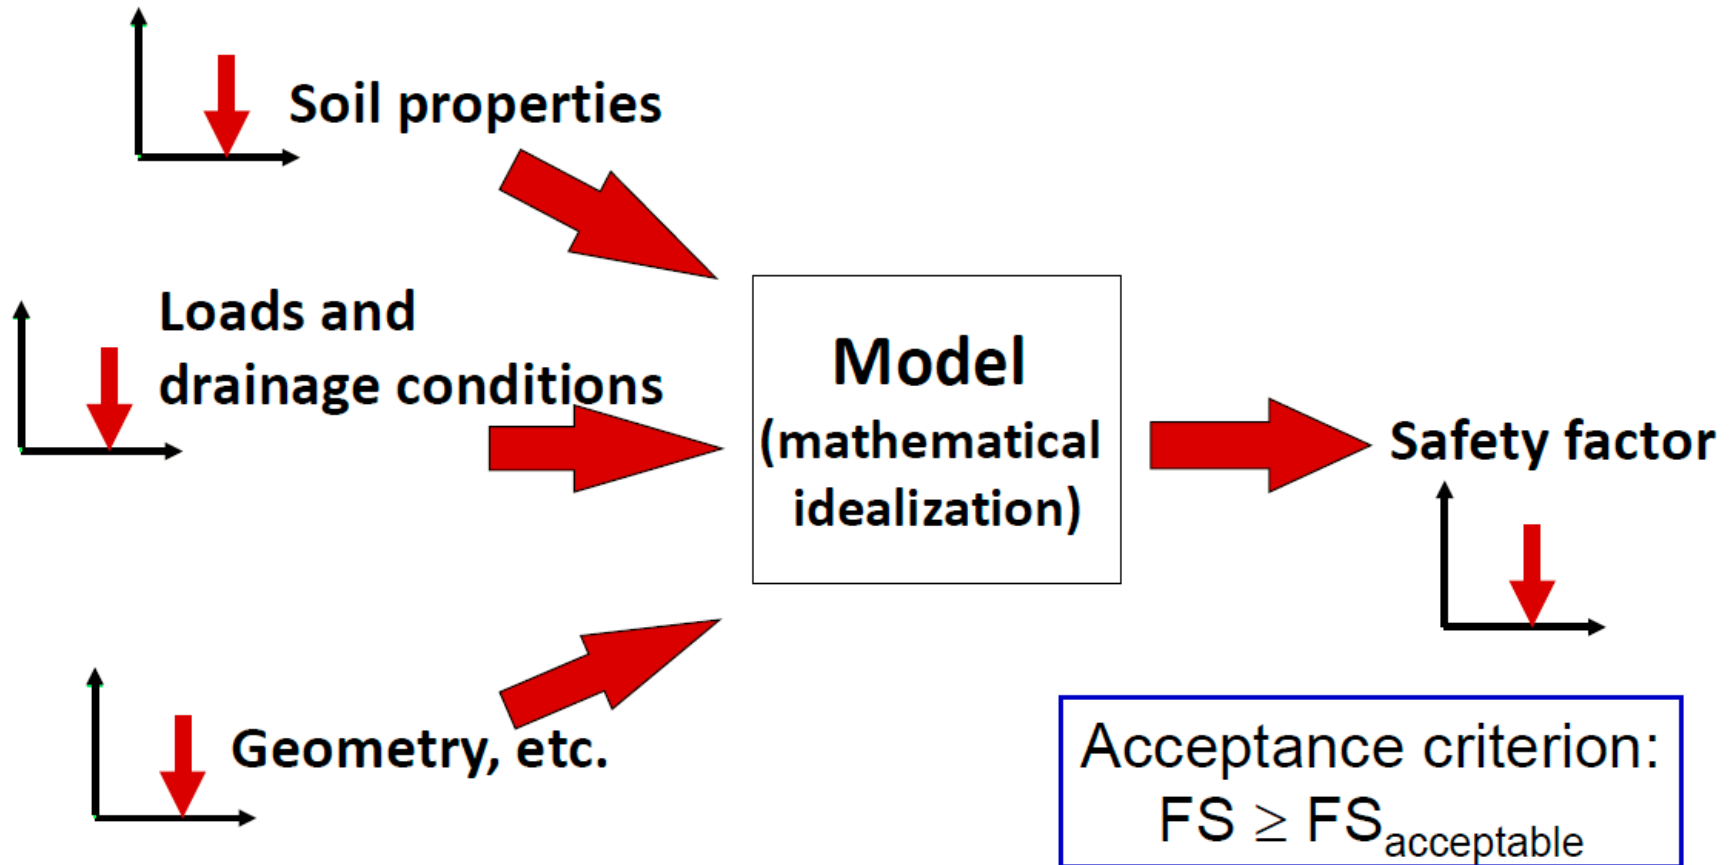 Soil properties
Loads and
drainage conditions
Model
(mathematical
idealization)
Safety factor
Geometry, etc.
Acceptance criterion:
FS ≥ FSacceptable